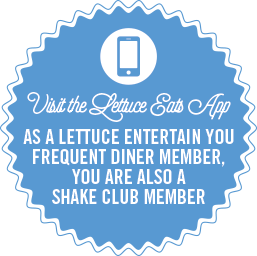 Visit the Lettuce Eats App
AS A LETTUCE ENTERTAIN YOU
FREQUENT DINER MEMBER,
YOU ARE ALSO A
SHAKE CLUB MEMBER